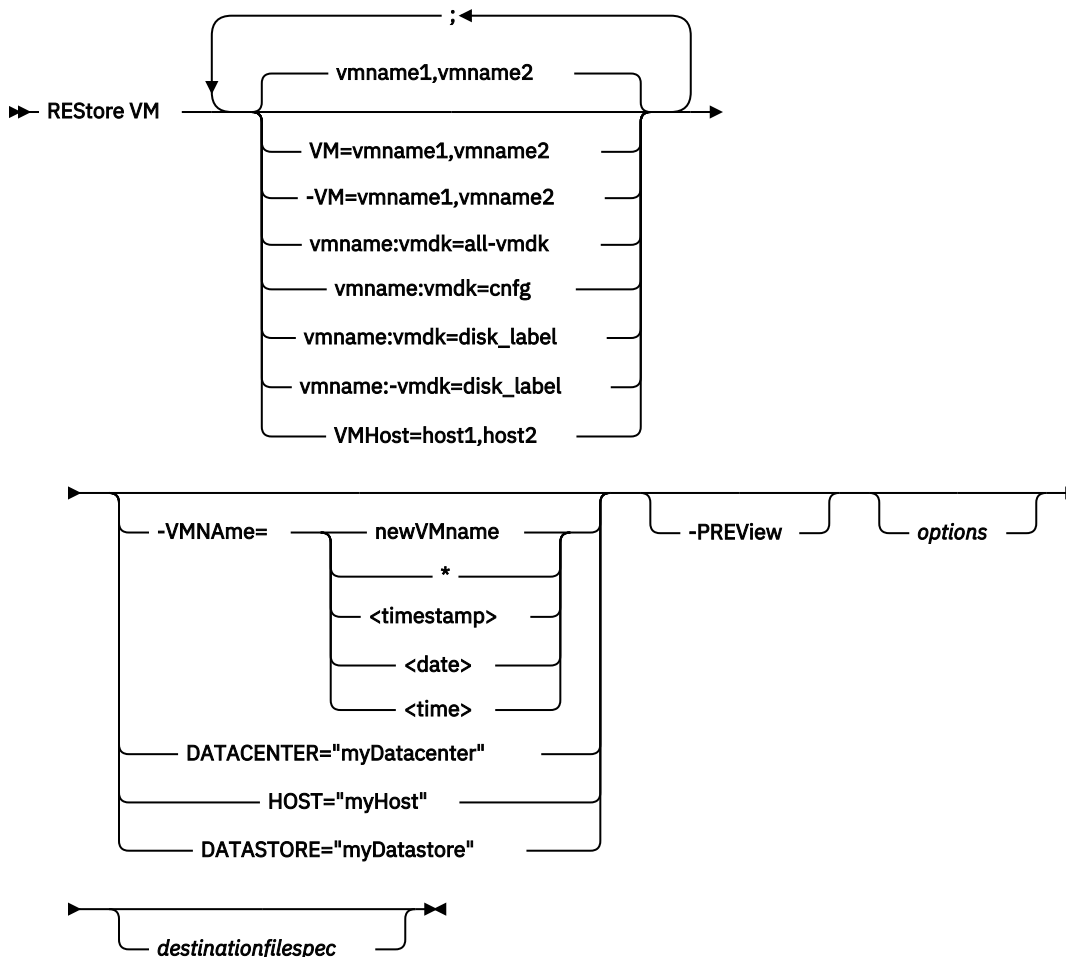 ;
vmname1,vmname2
REStore VM
VM=vmname1,vmname2
-VM=vmname1,vmname2
vmname:vmdk=all-vmdk
vmname:vmdk=cnfg
vmname:vmdk=disk_label
vmname:-vmdk=disk_label
VMHost=host1,host2
-VMNAme=
newVMname
*
<timestamp>
<date>
<time>
DATACENTER="myDatacenter"
HOST="myHost"
DATASTORE="myDatastore"
-PREView
options
destinationfilespec